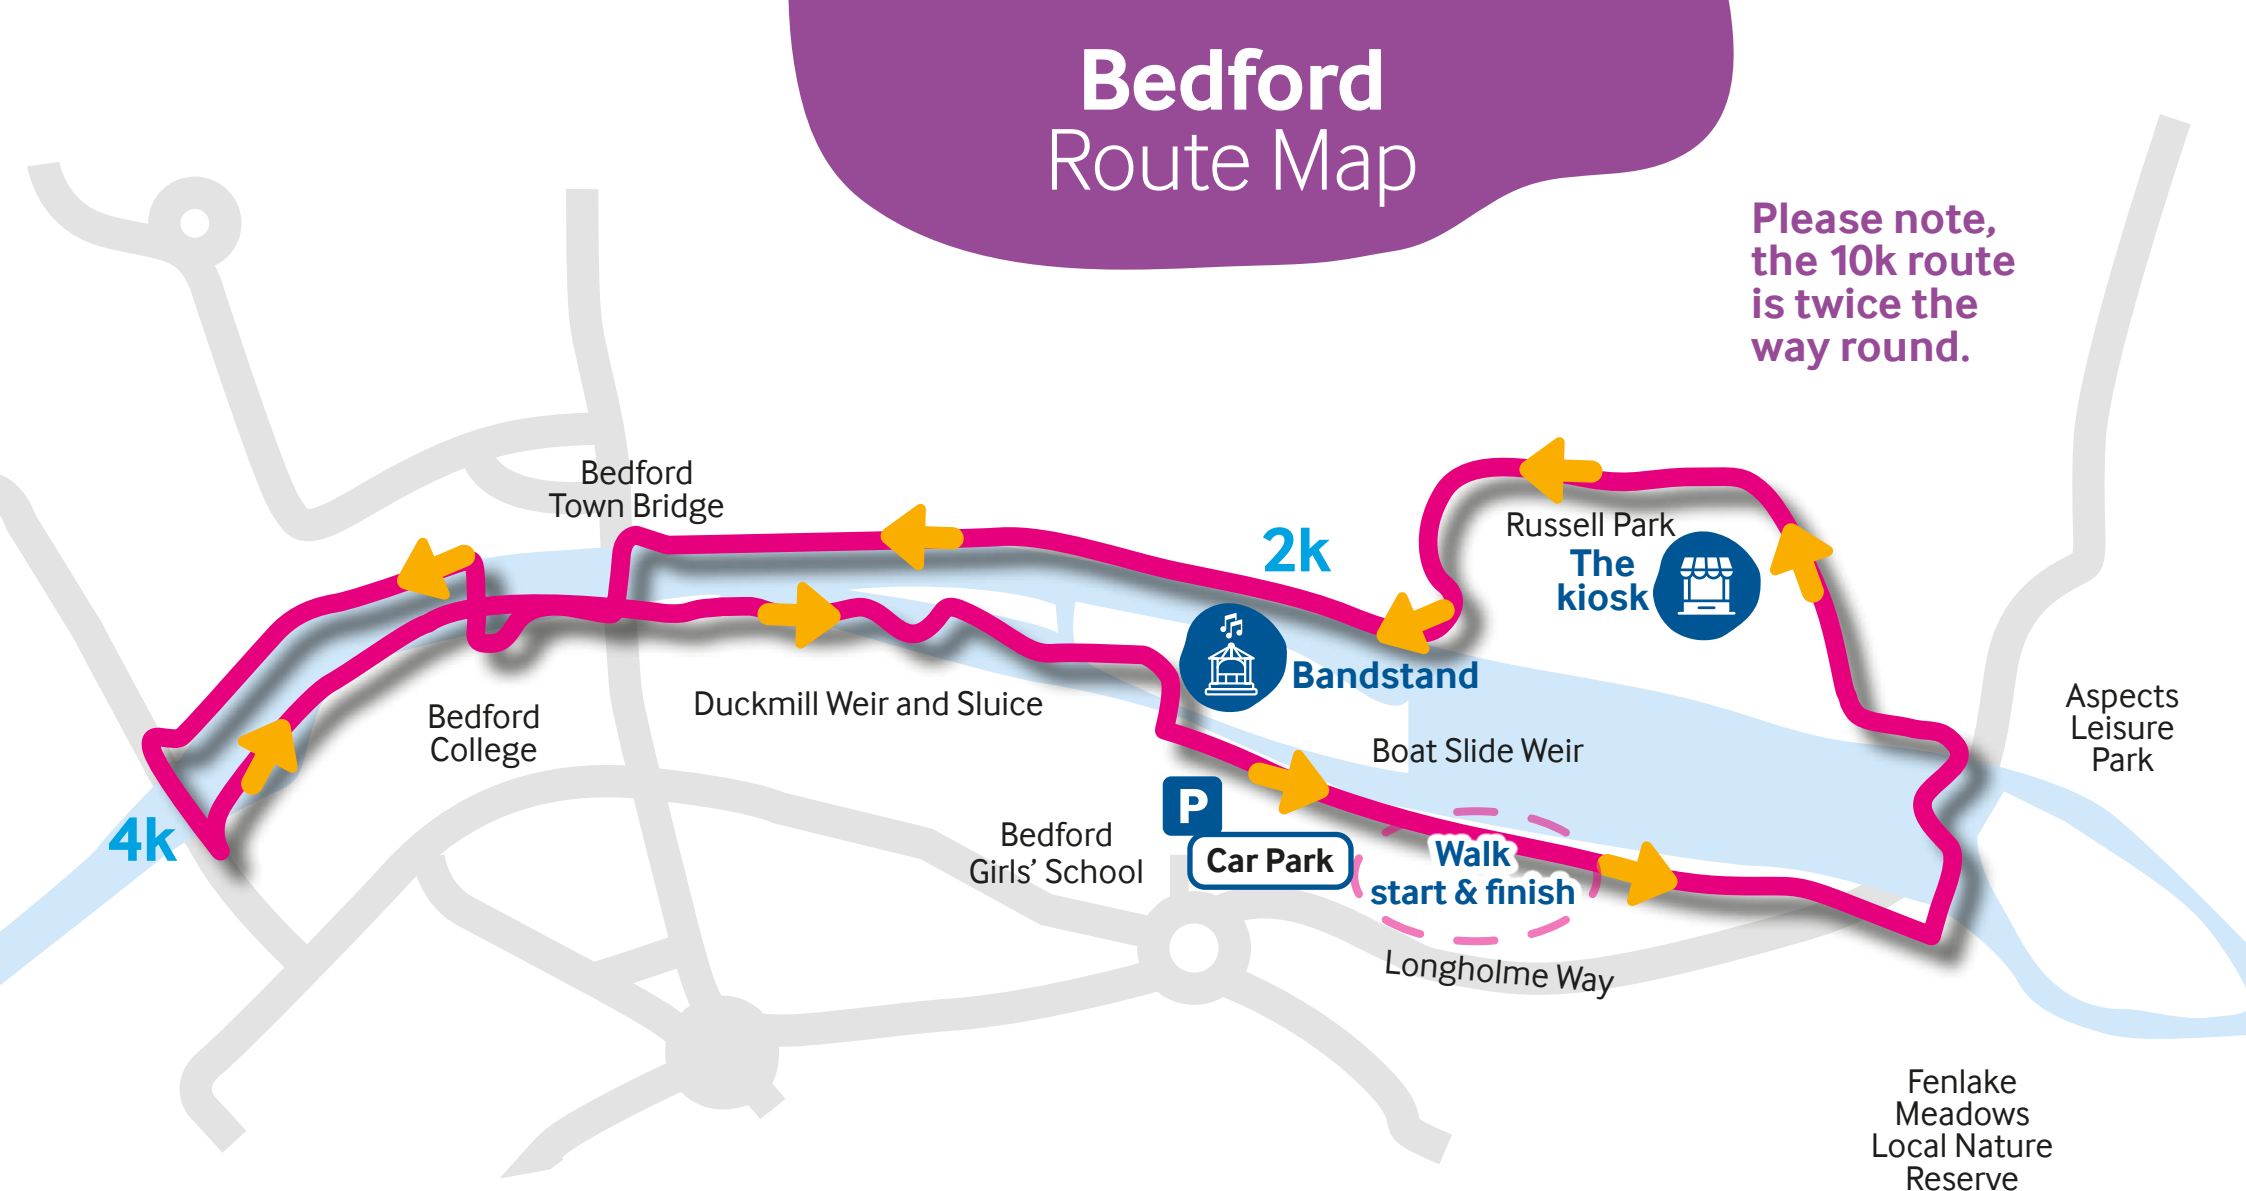 Bedford
Route Map
Please note,
the 10k route
is twice the
way round.
Bedford
Town Bridge
2k
Russell Park
The
kiosk
Bandstand
Bedford
College
Duckmill Weir and Sluice
Boat Slide Weir
Aspects
Leisure
Park
4k
P
Car Park
Bedford
Girls’ School
Walk
start & finish
Longholme Way
Fenlake
Meadows
Local Nature
Reserve